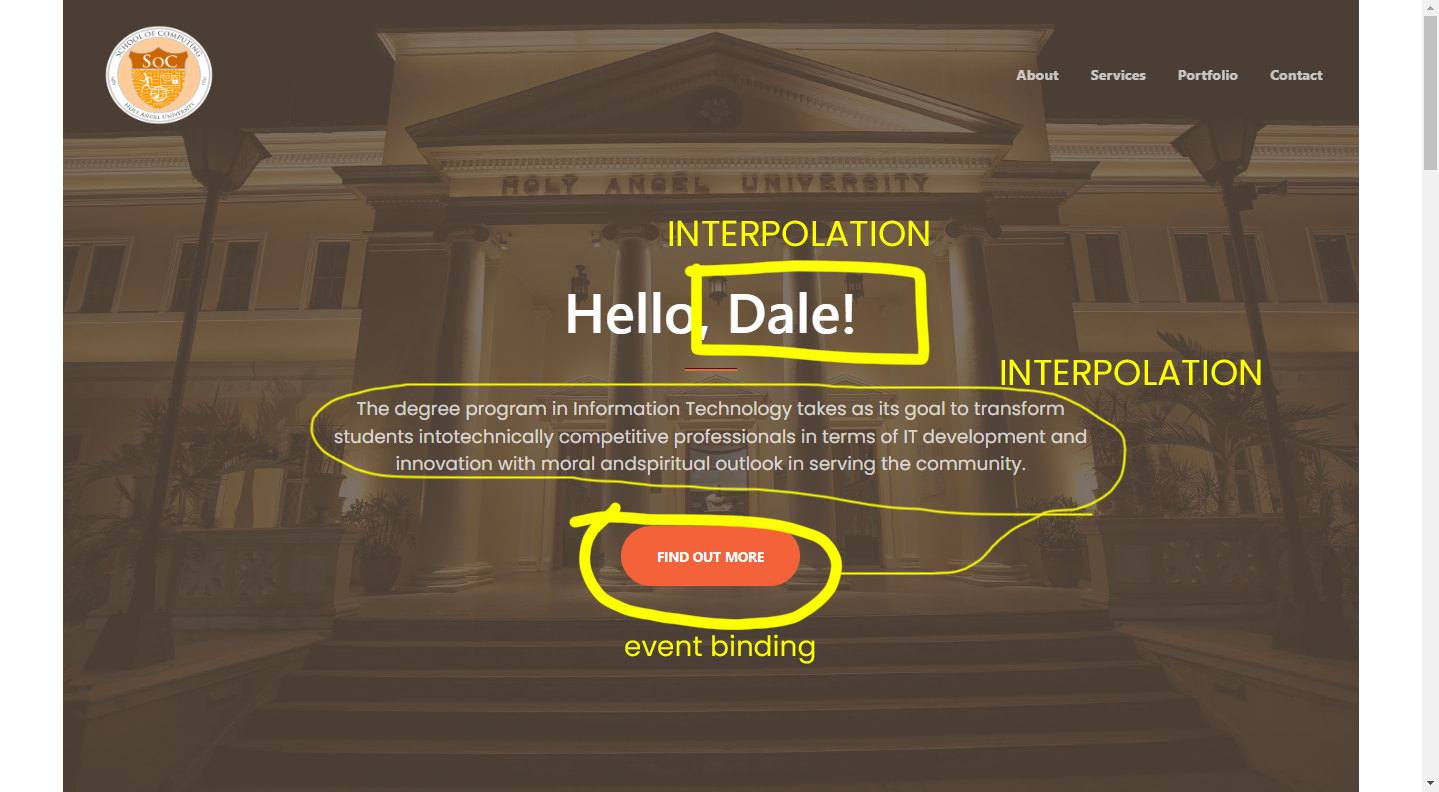 SCHOOL OF COMPUTING
SoC
HOLY ANGEL UNIVERSITY
About
Services
Portfolio
Contact
HOLY ANGEL UNIVERSITY
INTERPOLATION
Hello, Dale!
INTERPOLATION
The degree program in Information Technology takes as its goal to transform
students intotechnically competitive professionals in terms of IT development and
innovation with moral andspiritual outlook in serving the community.
FIND OUT MORE
event binding